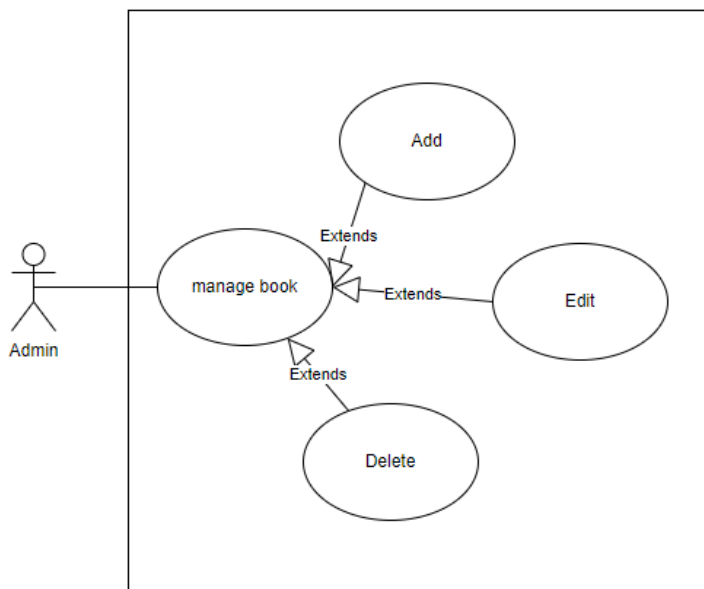 Add
Extends
manage book
Extends
Edit
Admin
Extends
Delete